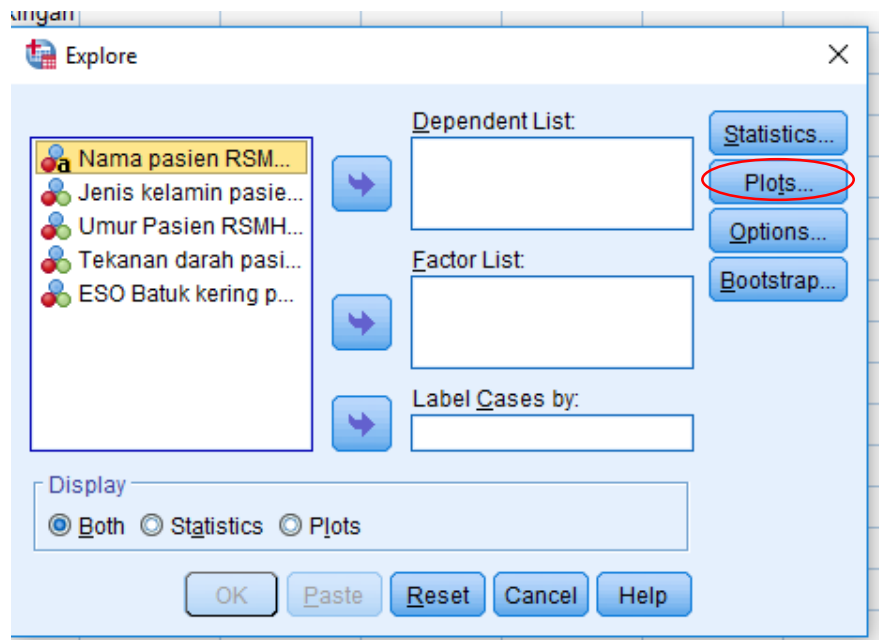 Explore
Nama pasien RSM...
Jenis kelamin pasie...
Umur Pasien RSMH...
Tekanan darah pasi...
ESO Batuk kering p...
Dependent List:
Factor List:
Label Cases by:
Statistics...
Plots...
Options...
Bootstrap...
Display
Both Statistics Plots
OK Paste Reset Cancel Help